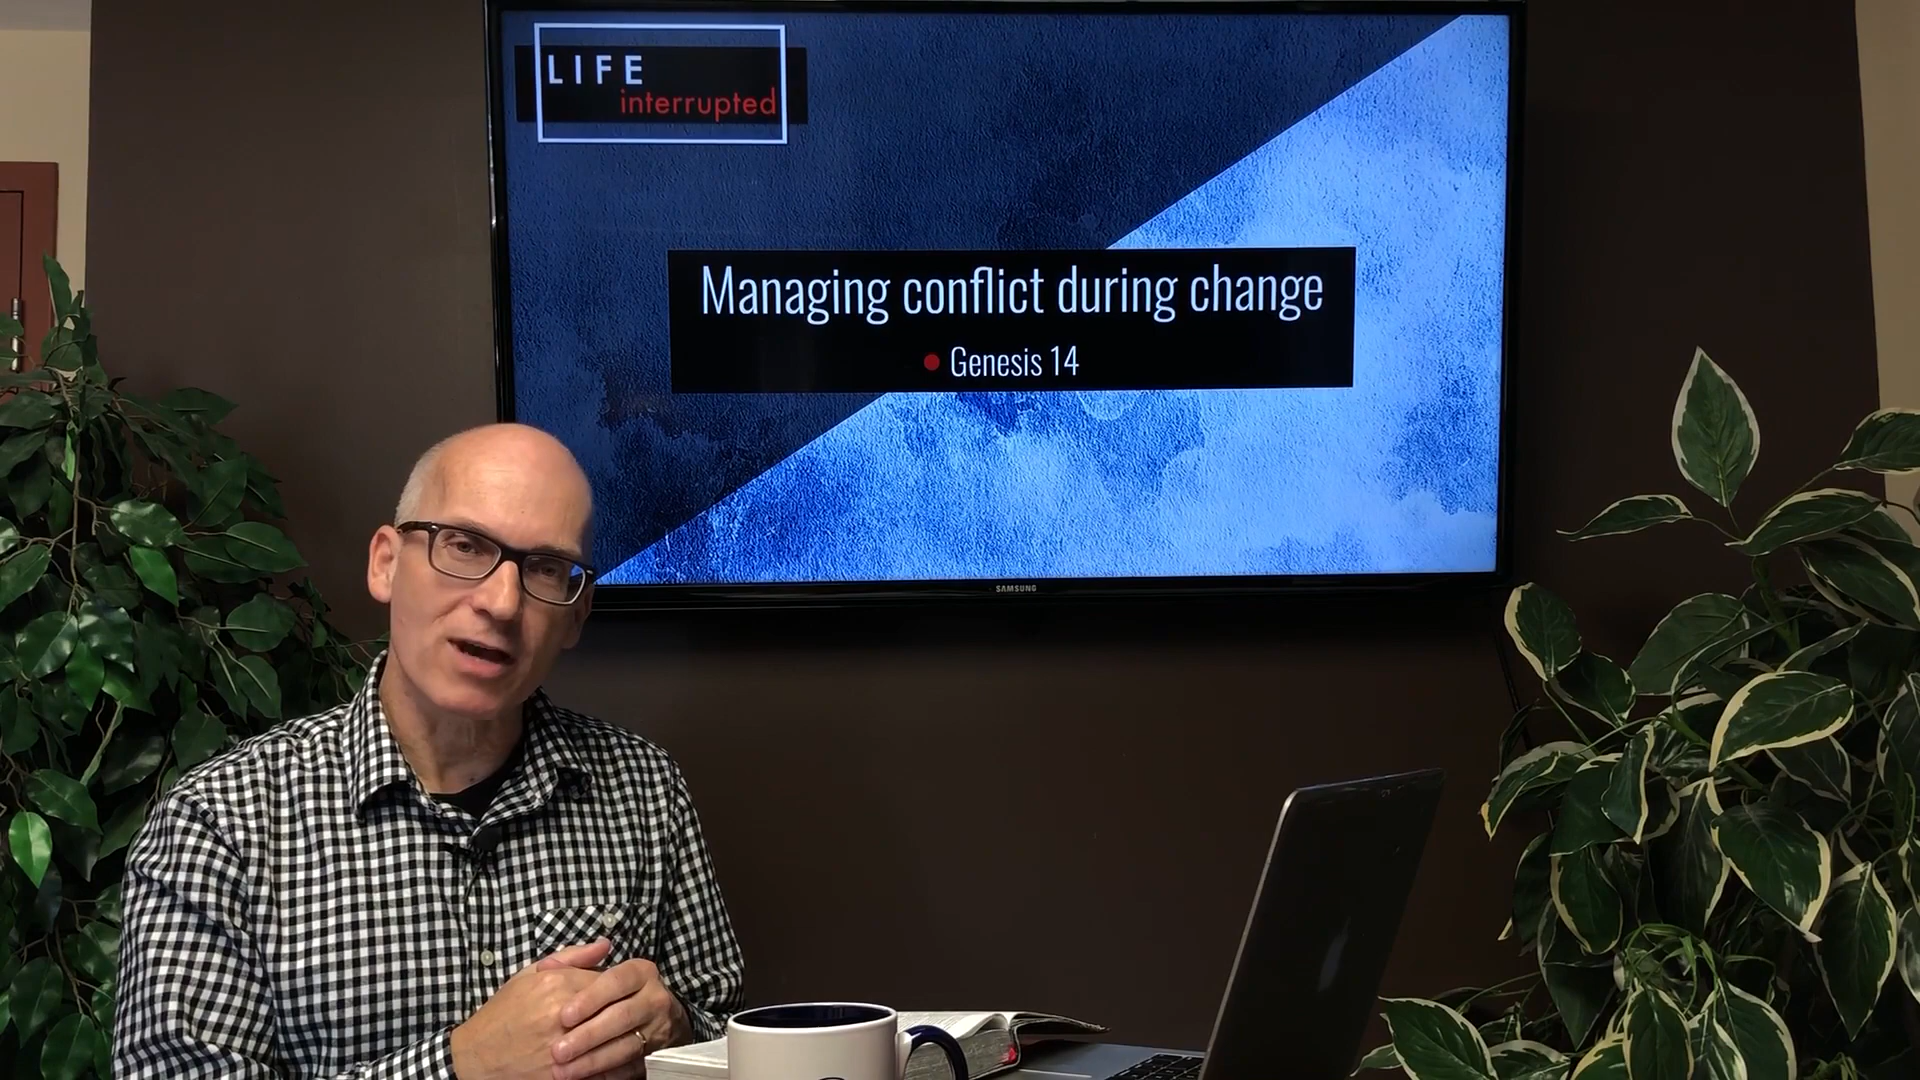 LIFE
interrupted
Managing conflict during change
Genesis 14
SAMSUNG